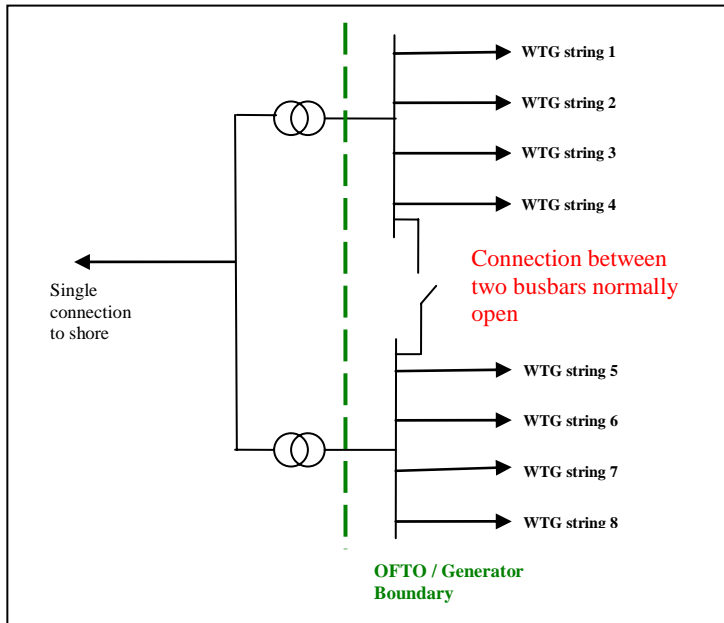 WTG string 1
WTG string 2
WTG string 3
WTG string 4
Connection between
two busbars normally
open
Single
connection
to shore
WTG string 5
WTG string 6
WTG string 7
WTG string 8
OFTO / Generator
Boundary